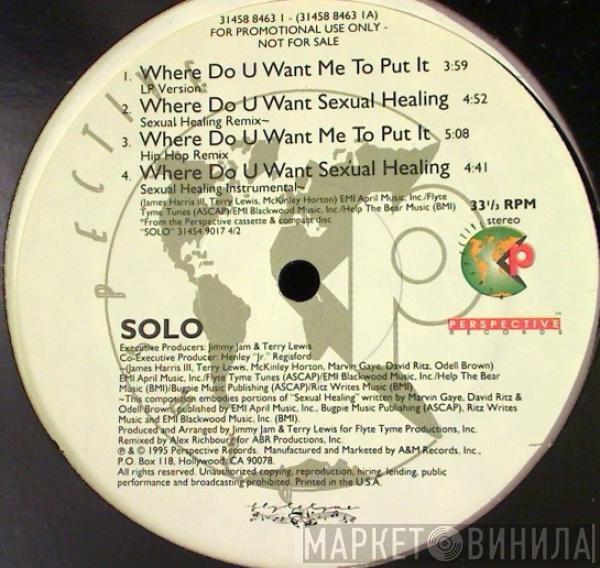 31458 8463 1 - (31458 8463 1A)
FOR PROMOTIONAL USE ONLY -
NOT FOR SALE
1. Where Do U Want Me To Put It 3:59
LP Version*
2. Where Do U Want Sexual Healing 4:52
Sexual Healing Remix~
3. Where Do U Want Me To Put It 5:08
Hip Hop Remix
4. Where Do U Want Sexual Healing 4:41
Sexual Healing Instrumental~
(James Harris III, Terry Lewis, McKinley Horton) EMI April Music, Inc./Flyte
Tyme Tunes (ASCAP)/EMI Blackwood Music, Inc./Help The Bear Music (BMI)
*From the Perspective cassette & compact disc
"SOLO" 31454 9017 4/2
33⅓ RPM
stereo
P E C T I V
p
PERSPECTIVE
RECORDS
TM
SOLO
Executive Producers: Jimmy Jam & Terry Lewis
Co-Executive Producer: Henley "Jr." Regisford
~(James Harris III, Terry Lewis, McKinley Horton, Marvin Gaye, David Ritz, Odell Brown)
EMI April Music, Inc./Flyte Tyme Tunes (ASCAP)/EMI Blackwood Music, Inc./Help The Bear
Music (BMI)/Bugpie Music Publishing (ASCAP)/Ritz Writes Music (BMI).
~This composition embodies portions of "Sexual Healing" written by Marvin Gaye, David Ritz &
Odell Brown, published by EMI April Music, Inc., Bugpie Music Publishing (ASCAP), Ritz Writes
Music and EMI Blackwood Music, Inc. (BMI).
Produced and Arranged by Jimmy Jam & Terry Lewis for Flyte Tyme Productions, Inc.
Remixed by Alex Richbourg for ABR Productions, Inc.
℗ & © 1995 Perspective Records. Manufactured and Marketed by A&M Records, Inc.,
P.O. Box 118, Hollywood, CA 90078.
All rights reserved. Unauthorized copying, reproduction, hiring, lending, public
performance and broadcasting prohibited. Printed in the U.S.A.
МАРКЕТ ВИНИЛА